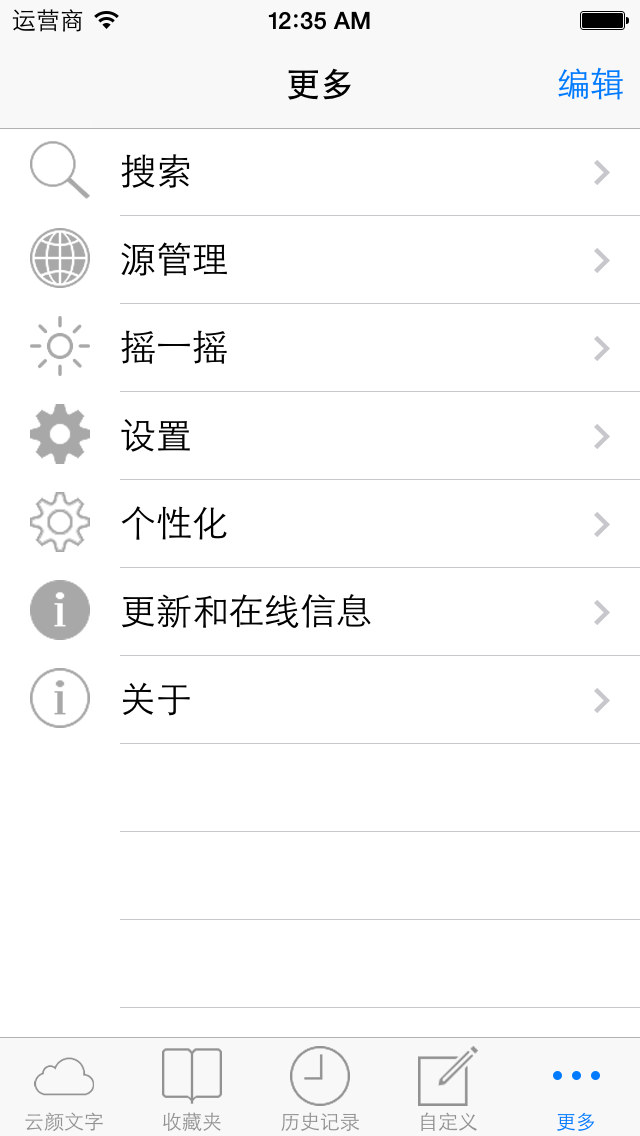 运营商 12:35 AM
更多 编辑
搜索
源管理
摇一摇
设置
个性化
更新和在线信息
关于
云颜文字 收藏夹 历史记录 自定义 更多